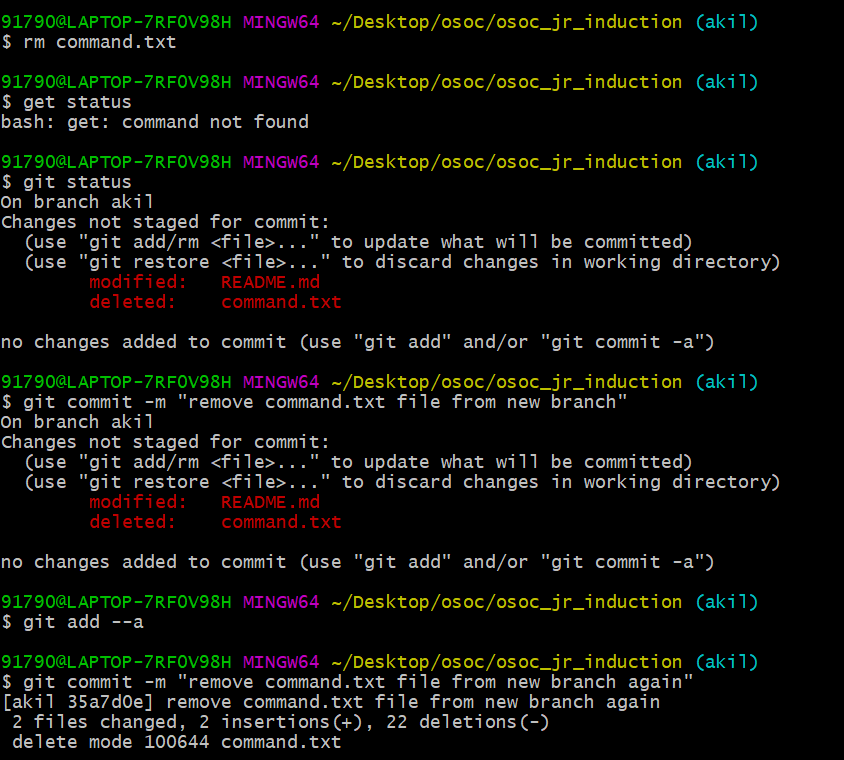 91790@LAPTOP-7RF0V98H MINGW64 ~/Desktop/osoc/osoc_jr_induction (akil)
$ rm command.txt
91790@LAPTOP-7RF0V98H MINGW64 ~/Desktop/osoc/osoc_jr_induction (akil)
$ get status
bash: get: command not found
91790@LAPTOP-7RF0V98H MINGW64 ~/Desktop/osoc/osoc_jr_induction (akil)
$ git status
On branch akil
Changes not staged for commit:
  (use "git add/rm <file>..." to update what will be committed)
  (use "git restore <file>..." to discard changes in working directory)
        modified:   README.md
        deleted:    command.txt
no changes added to commit (use "git add" and/or "git commit -a")
91790@LAPTOP-7RF0V98H MINGW64 ~/Desktop/osoc/osoc_jr_induction (akil)
$ git commit -m "remove command.txt file from new branch"
On branch akil
Changes not staged for commit:
  (use "git add/rm <file>..." to update what will be committed)
  (use "git restore <file>..." to discard changes in working directory)
        modified:   README.md
        deleted:    command.txt
no changes added to commit (use "git add" and/or "git commit -a")
91790@LAPTOP-7RF0V98H MINGW64 ~/Desktop/osoc/osoc_jr_induction (akil)
$ git add --a
91790@LAPTOP-7RF0V98H MINGW64 ~/Desktop/osoc/osoc_jr_induction (akil)
$ git commit -m "remove command.txt file from new branch again"
[akil 35a7d0e] remove command.txt file from new branch again
 2 files changed, 2 insertions(+), 22 deletions(-)
 delete mode 100644 command.txt